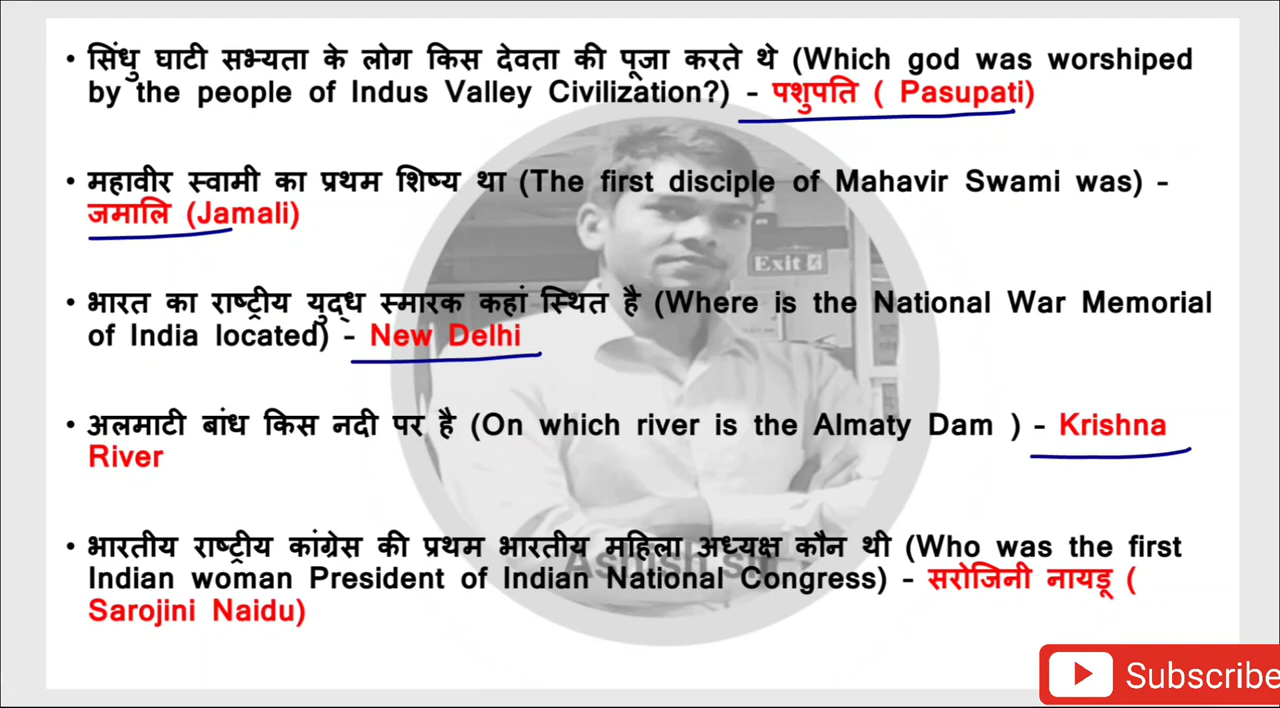 • सिंधु घाटी सभ्यता के लोग किस देवता की पूजा करते थे (Which god was worshiped
by the people of Indus Valley Civilization?) – पशुपति ( Pasupati)
• महावीर स्वामी का प्रथम शिष्य था (The first disciple of Mahavir Swami was) –
जमालि (Jamali)
Exit
• भारत का राष्ट्रीय युद्ध स्मारक कहां स्थित है (Where is the National War Memorial
of India located) – New Delhi
• अलमाटी बांध किस नदी पर है (On which river is the Almaty Dam ) – Krishna
River
• भारतीय राष्ट्रीय कांग्रेस की प्रथम भारतीय महिला अध्यक्ष कौन थी (Who was the first
Ashish sir
Indian woman President of Indian National Congress) – सरोजिनी नायडू (
Sarojini Naidu)
Subscribe